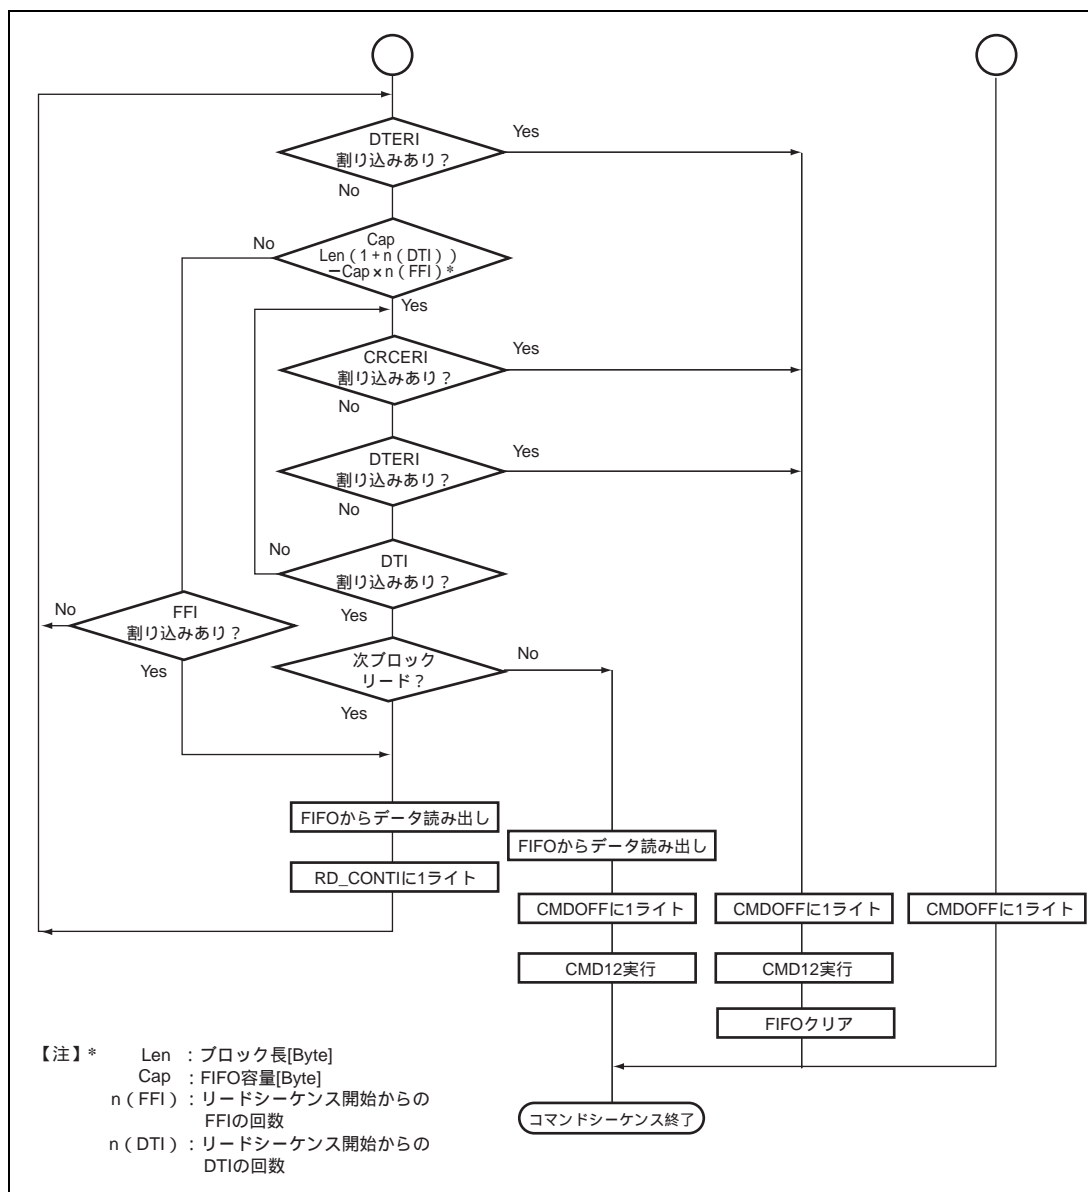 DTERI
割り込みあり？
Yes
No
Cap
Len（1＋n（DTI））
－Cap×n（FFI）*
No
Yes
CRCERI
割り込みあり？
Yes
No
DTERI
割り込みあり？
Yes
No
DTI
割り込みあり？
No
Yes
FFI
割り込みあり？
No
Yes
次ブロック
リード？
No
Yes
FIFOからデータ読み出し
RD_CONTIに1ライト
FIFOからデータ読み出し
CMDOFFに1ライト
CMD12実行
CMDOFFに1ライト
CMD12実行
FIFOクリア
CMDOFFに1ライト
コマンドシーケンス終了
【注】* Len ：ブロック長[Byte]
Cap ：FIFO容量[Byte]
n（FFI）：リードシーケンス開始からの
FFIの回数
n（DTI）：リードシーケンス開始からの
DTIの回数